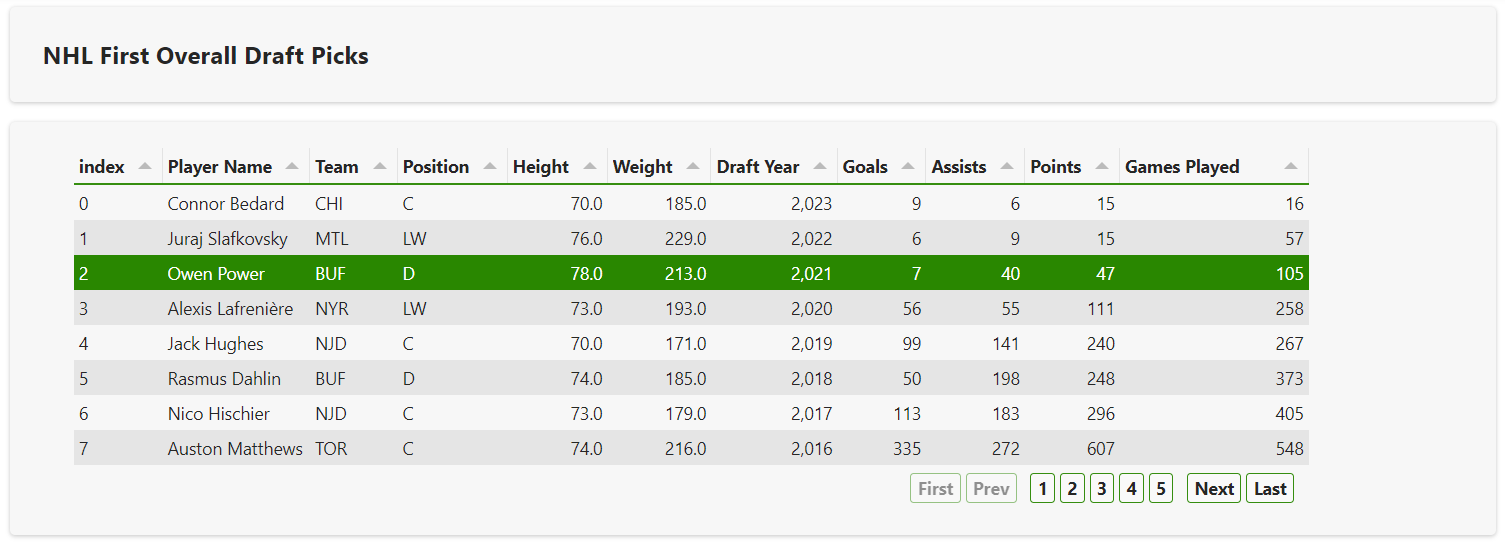 NHL First Overall Draft Picks
index Player Name Team Position Height Weight Draft Year Goals Assists Points Games Played
0 Connor Bedard CHI C 70.0 185.0 2,023 9 6 15 16
1 Juraj Slafkovsky MTL LW 76.0 229.0 2,022 6 9 15 57
2 Owen Power BUF D 78.0 213.0 2,021 7 40 47 105
3 Alexis Lafrenière NYR LW 73.0 193.0 2,020 56 55 111 258
4 Jack Hughes NJD C 70.0 171.0 2,019 99 141 240 267
5 Rasmus Dahlin BUF D 74.0 185.0 2,018 50 198 248 373
6 Nico Hischier NJD C 73.0 179.0 2,017 113 183 296 405
7 Auston Matthews TOR C 74.0 216.0 2,016 335 272 607 548
First Prev 1 2 3 4 5 Next Last